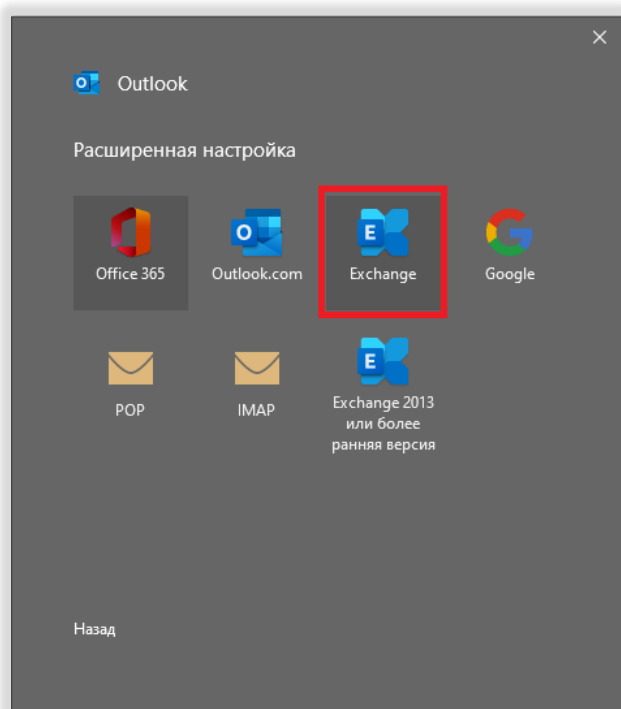 Outlook
Расширенная настройка
Office 365
Outlook.com
Exchange
Google
POP
IMAP
Exchange 2013
или более
ранняя версия
Назад